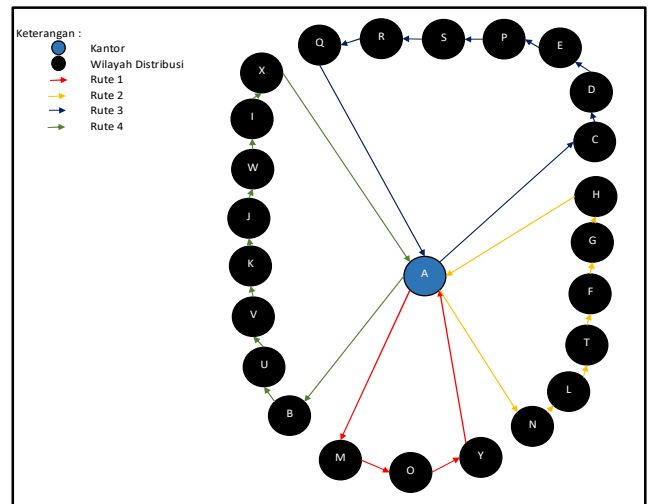 Keterangan :
Kantor
Wilayah Distribusi
Rute 1
Rute 2
Rute 3
Rute 4
Q
R
S
P
E
X
D
I
C
W
H
J
G
K
A
F
V
T
U
L
B
N
M
O
Y